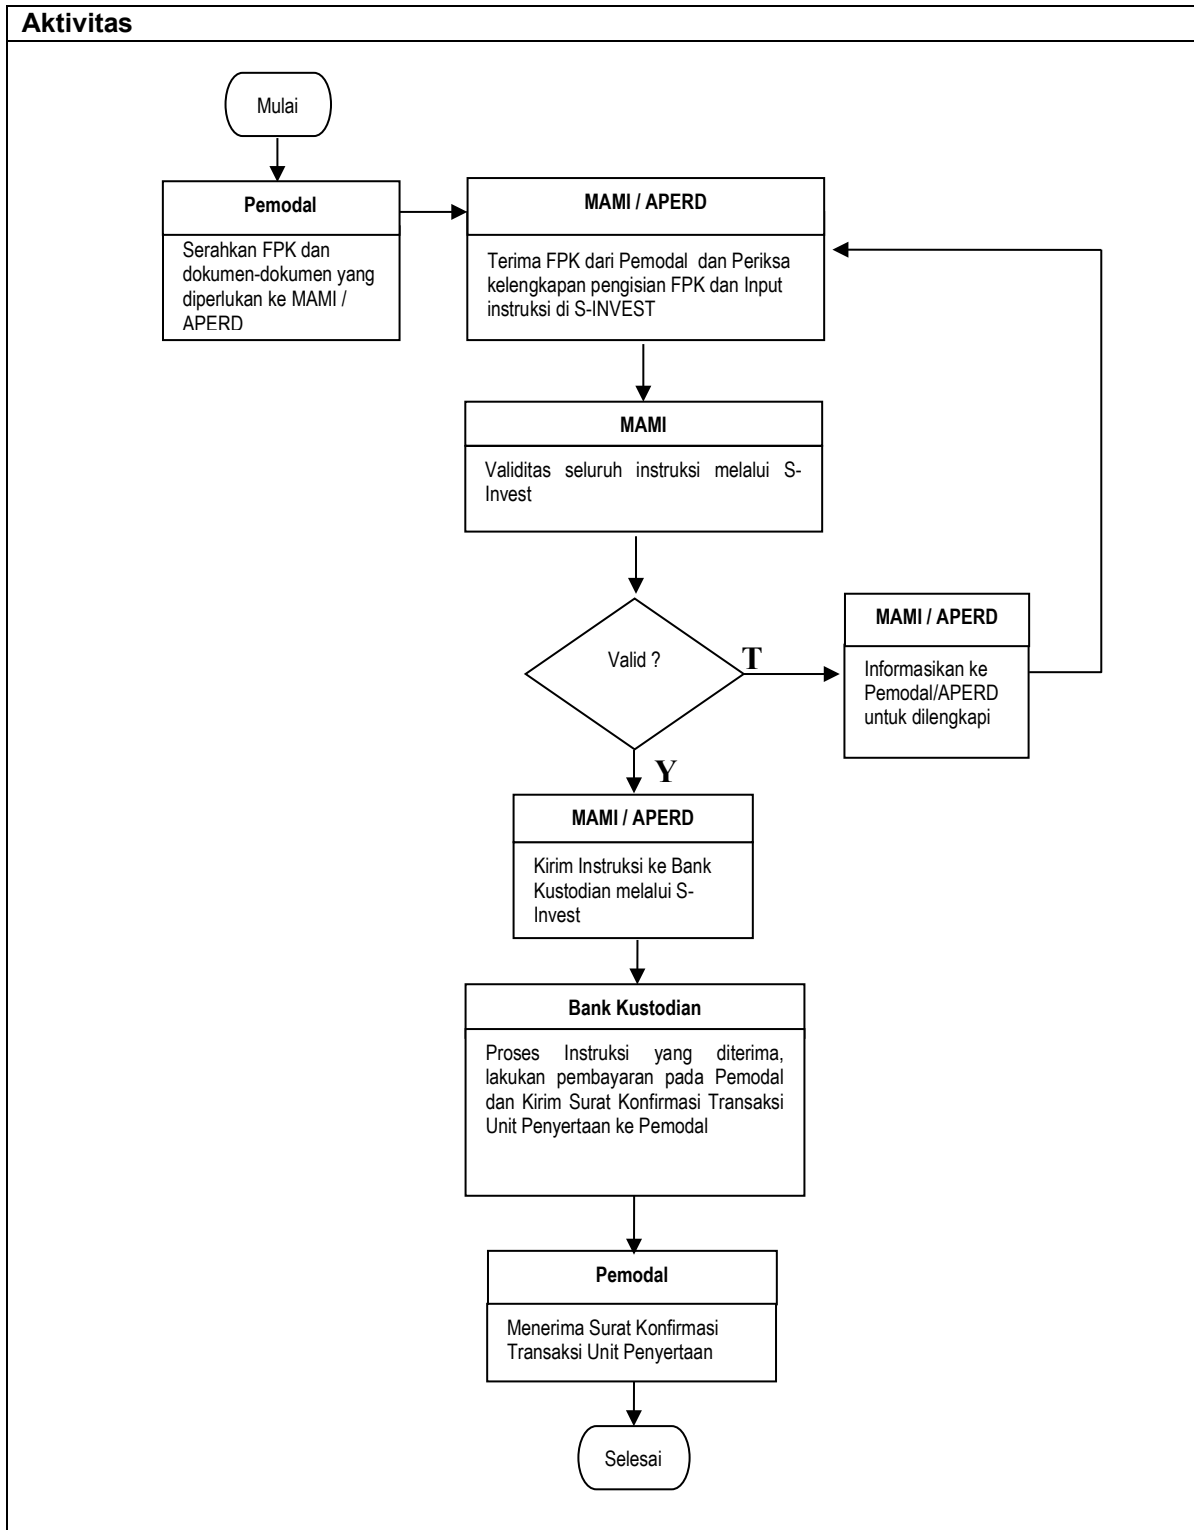 Aktivitas
Mulai
Pemodal
Serahkan FPK dan
dokumen-dokumen yang
diperlukan ke MAMI /
APERD
MAMI / APERD
Terima FPK dari Pemodal dan Periksa
kelengkapan pengisian FPK dan Input
instruksi di S-INVEST
MAMI
Validitas seluruh instruksi melalui S-
Invest
Valid ?
T
MAMI / APERD
Informasikan ke
Pemodal/APERD
untuk dilengkapi
Y
MAMI / APERD
Kirim Instruksi ke Bank
Kustodian melalui S-
Invest
Bank Kustodian
Proses Instruksi yang diterima,
lakukan pembayaran pada Pemodal
dan Kirim Surat Konfirmasi Transaksi
Unit Penyertaan ke Pemodal
Pemodal
Menerima Surat Konfirmasi
Transaksi Unit Penyertaan
Selesai